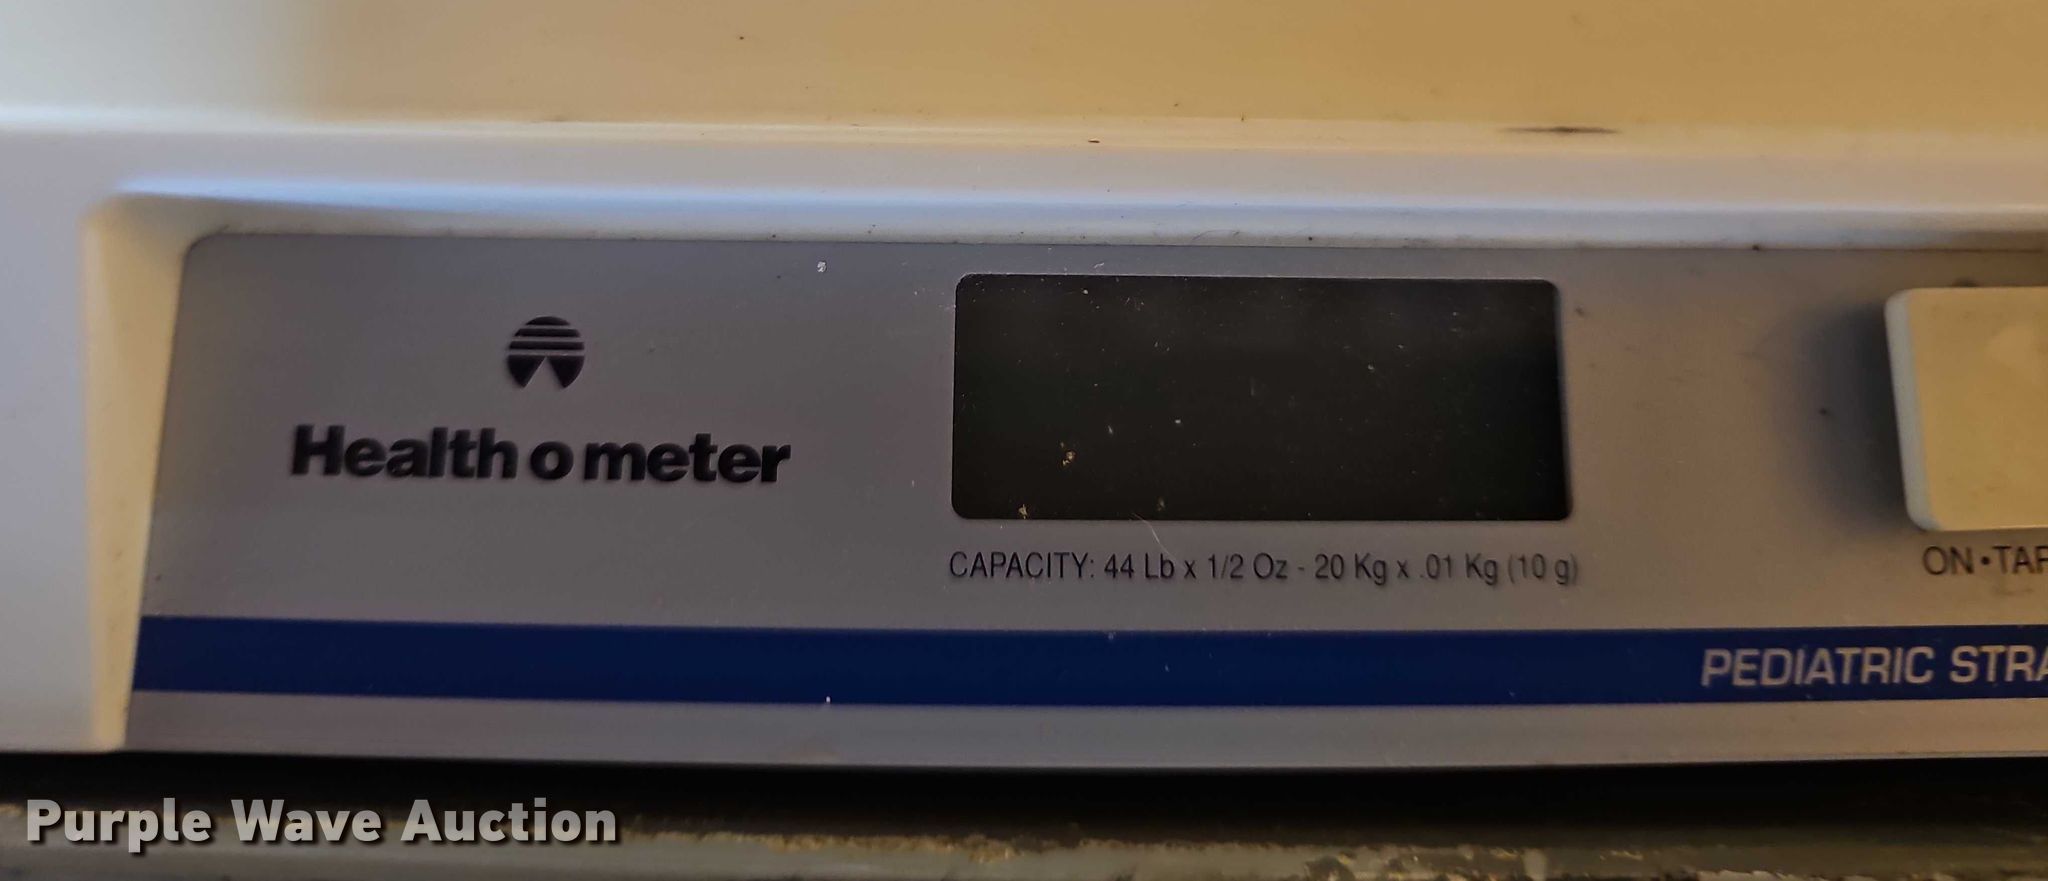 Health o meter
CAPACITY: 44 Lb x 1/2 Oz - 20 Kg x .01 Kg (10 g)
ON•TAR
PEDIATRIC STRA
Purple Wave Auction